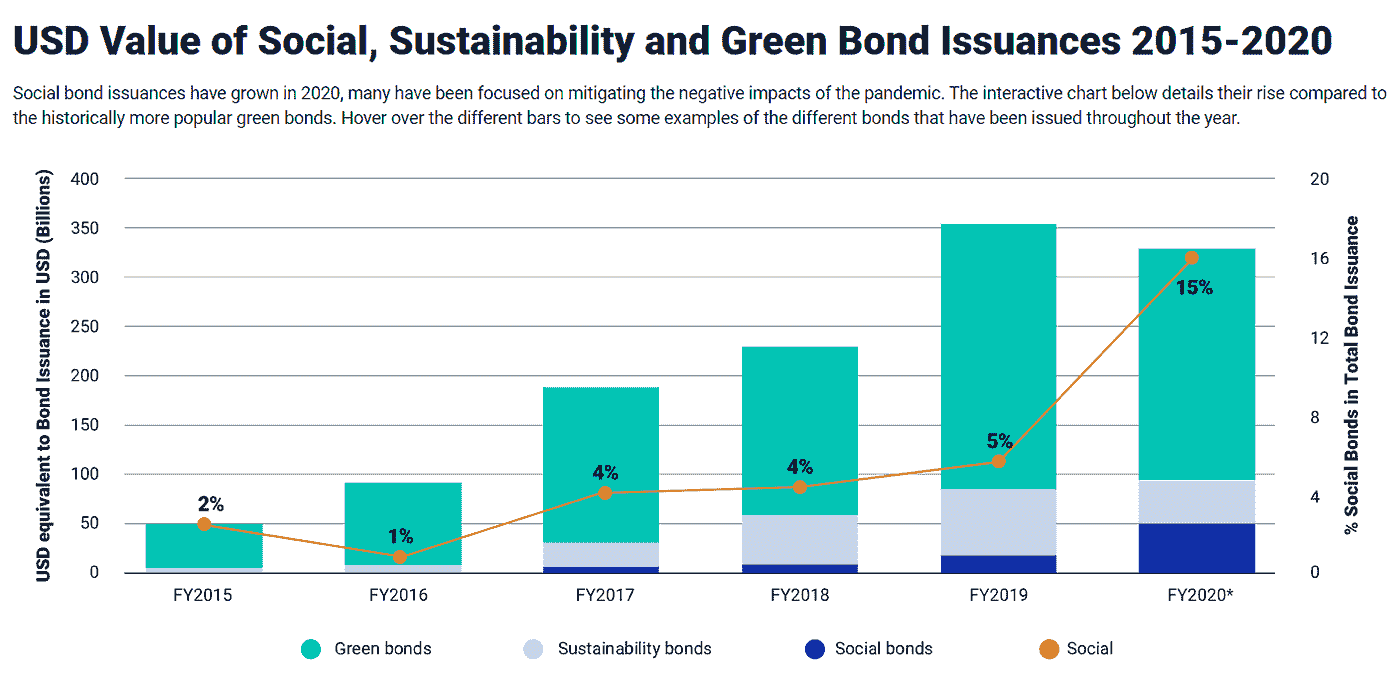 USD Value of Social, Sustainability and Green Bond Issuances 2015-2020
Social bond issuances have grown in 2020, many have been focused on mitigating the negative impacts of the pandemic. The interactive chart below details their rise compared to
the historically more popular green bonds. Hover over the different bars to see some examples of the different bonds that have been issued throughout the year.
USD equivalent to Bond Issuance in USD (Billions)
400
350
300
250
200
150
100
50
0
2%
1%
4%
4%
5%
15%
20
16
12
8
4
0
% Social Bonds in Total Bond Issuance
FY2015
FY2016
FY2017
FY2018
FY2019
FY2020*
Green bonds
Sustainability bonds
Social bonds
Social